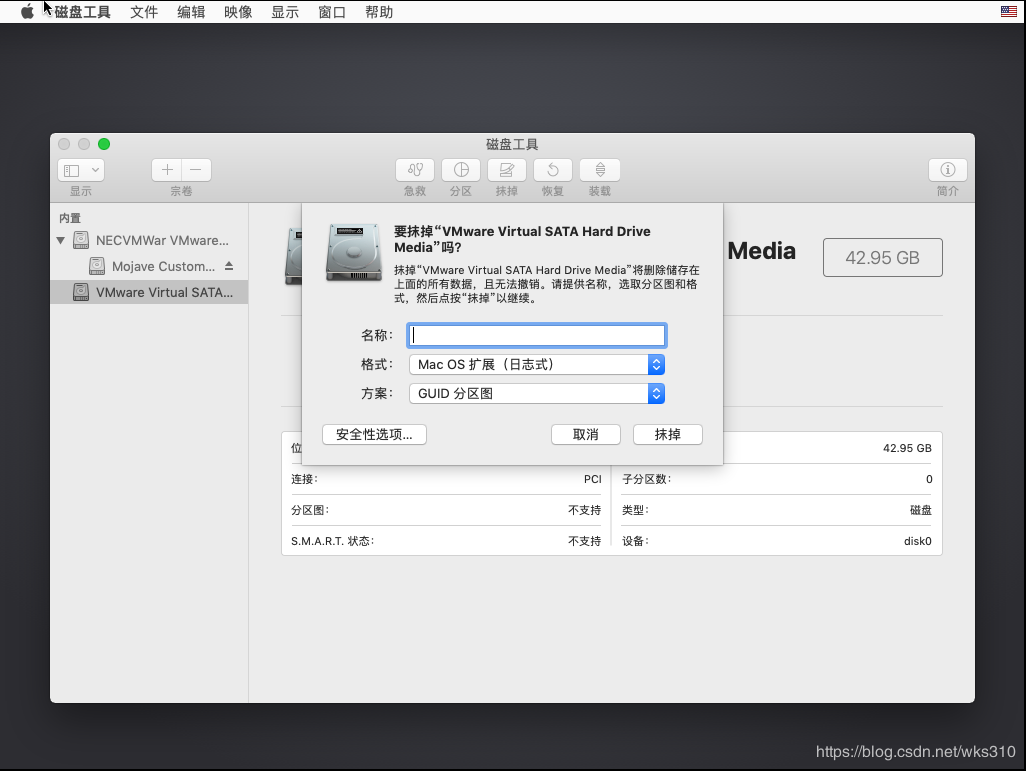 磁盘工具 文件 编辑 映像 显示 窗口 帮助
磁盘工具
显示 宗卷 急救 分区 抹掉 恢复 装载 简介
内置
NECVMWar VMware...
Mojave Custom...
VMware Virtual SATA...
Media
42.95 GB
要抹掉“VMware Virtual SATA Hard Drive
Media”吗？
抹掉“VMware Virtual SATA Hard Drive Media”将删除储存在
上面的所有数据，且无法撤销。请提供名称，选取分区图和格
式，然后点按“抹掉”以继续。
名称：
格式： Mac OS 扩展（日志式）
方案： GUID 分区图
安全性选项... 取消 抹掉
位 42.95 GB
连接： PCI 子分区数： 0
分区图： 不支持 类型： 磁盘
S.M.A.R.T. 状态： 不支持 设备： disk0
https://blog.csdn.net/wks310